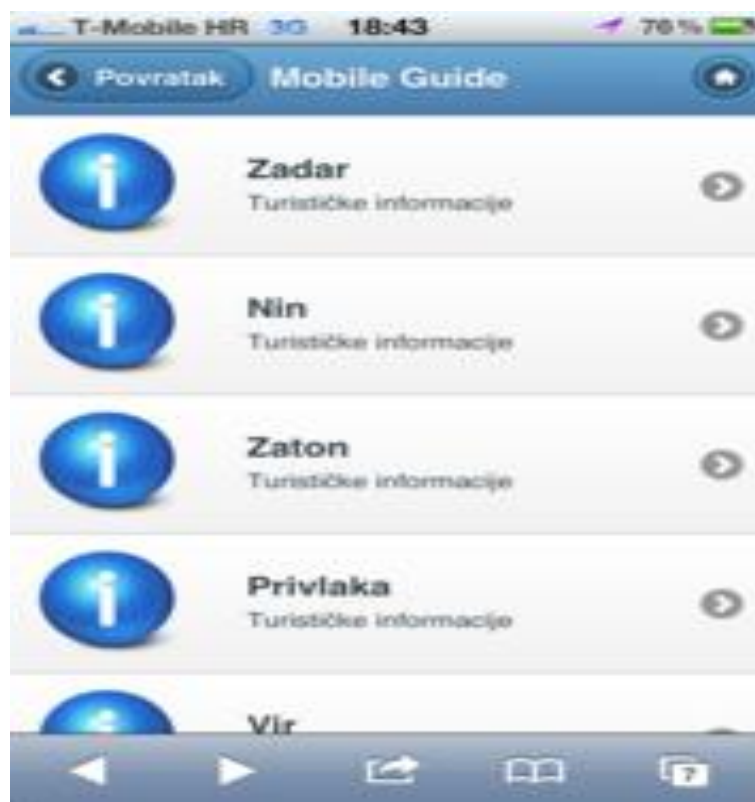 T-Mobile HR 3G 18:43 76 %
Povratak Mobile Guide
Zadar
Turističke informacije
Nin
Turističke informacije
Zaton
Turističke informacije
Privlaka
Turističke informacije
Vir
?